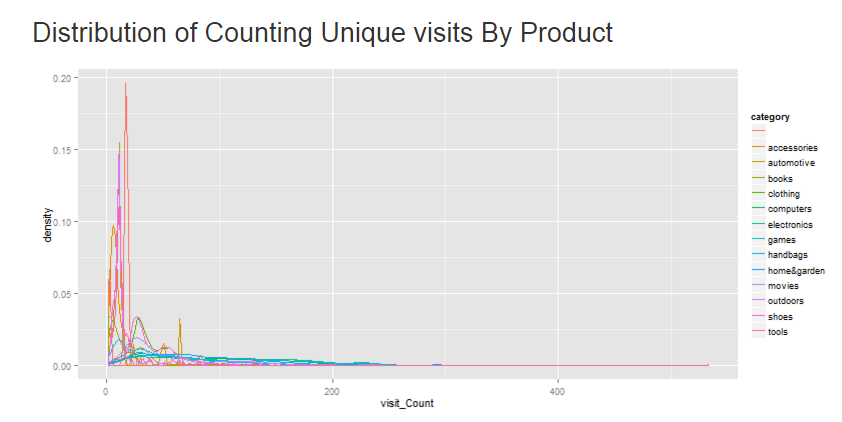 Distribution of Counting Unique visits By Product
0.20
0.15
0.10
0.05
0.00
density
0
200
400
visit_Count
category
accessories
automotive
books
clothing
computers
electronics
games
handbags
home&garden
movies
outdoors
shoes
tools